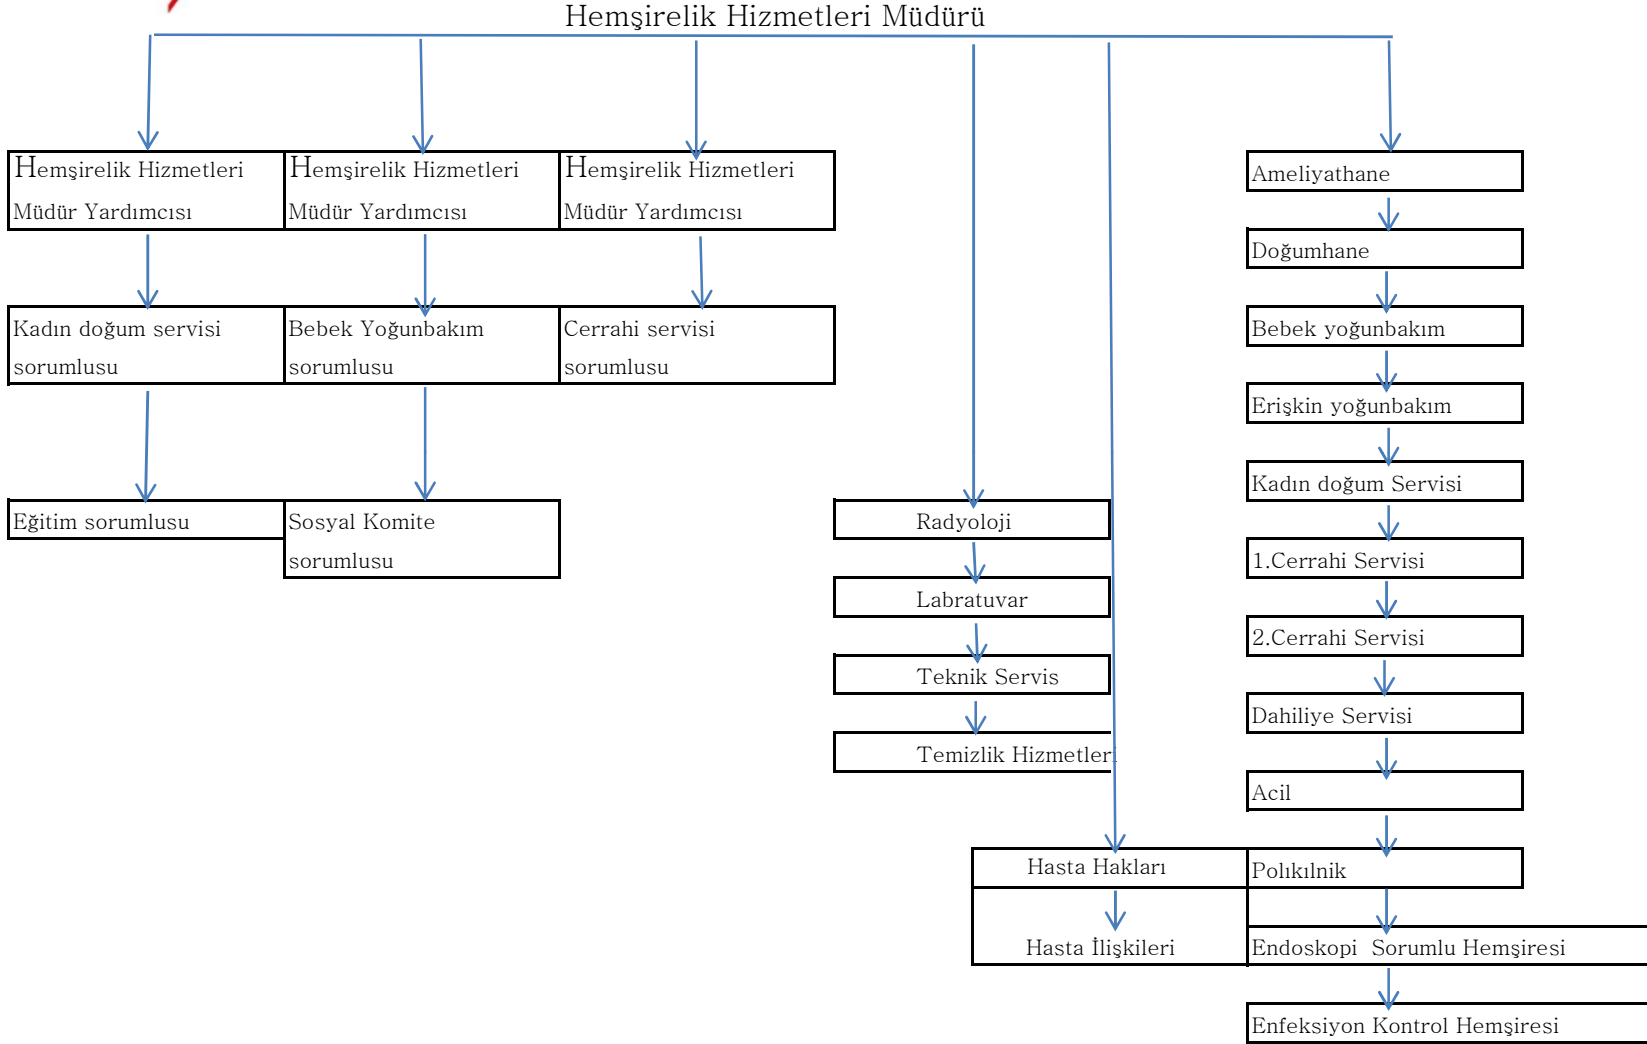 Hemşirelik Hizmetleri Müdürü
Hemşirelik Hizmetleri
Müdür Yardımcısı
Hemşirelik Hizmetleri
Müdür Yardımcısı
Hemşirelik Hizmetleri
Müdür Yardımcısı
Kadın doğum servisi
sorumlusu
Bebek Yoğunbakım
sorumlusu
Cerrahi servisi
sorumlusu
Eğitim sorumlusu
Sosyal Komite
sorumlusu
Radyoloji
Labratuvar
Teknik Servis
Temizlik Hizmetleri
Hasta Hakları
Hasta İlişkileri
Ameliyathane
Doğumhane
Bebek yoğunbakım
Erişkin yoğunbakım
Kadın doğum Servisi
1.Cerrahi Servisi
2.Cerrahi Servisi
Dahiliye Servisi
Acil
Polıkılnik
Endoskopi  Sorumlu Hemşiresi
Enfeksiyon Kontrol Hemşiresi